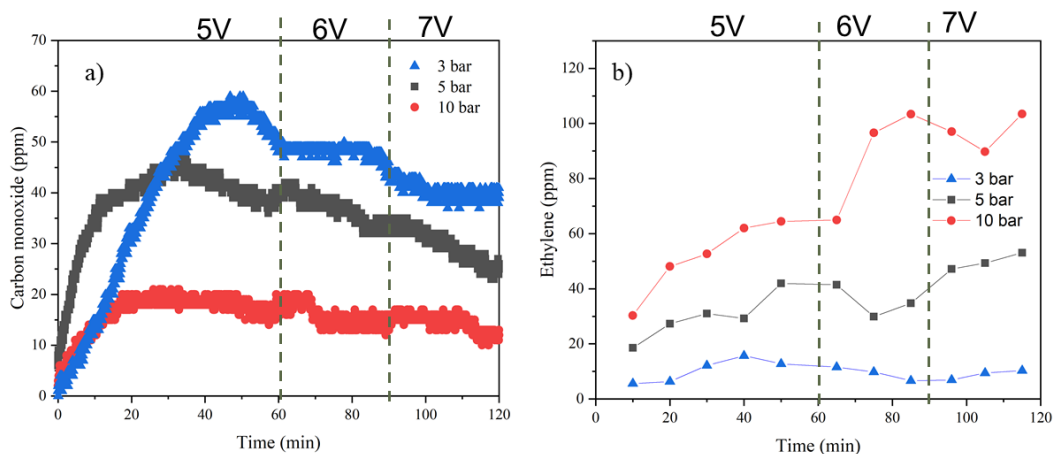 5V 6V 7V
70
60
50
40
30
20
10
0
Carbon monoxide (ppm)
a)
3 bar
5 bar
10 bar
0 20 40 60 80 100 120
Time (min)
5V 6V 7V
120
100
80
60
40
20
0
Ethylene (ppm)
b)
3 bar
5 bar
10 bar
0 20 40 60 80 100 120
Time (min)